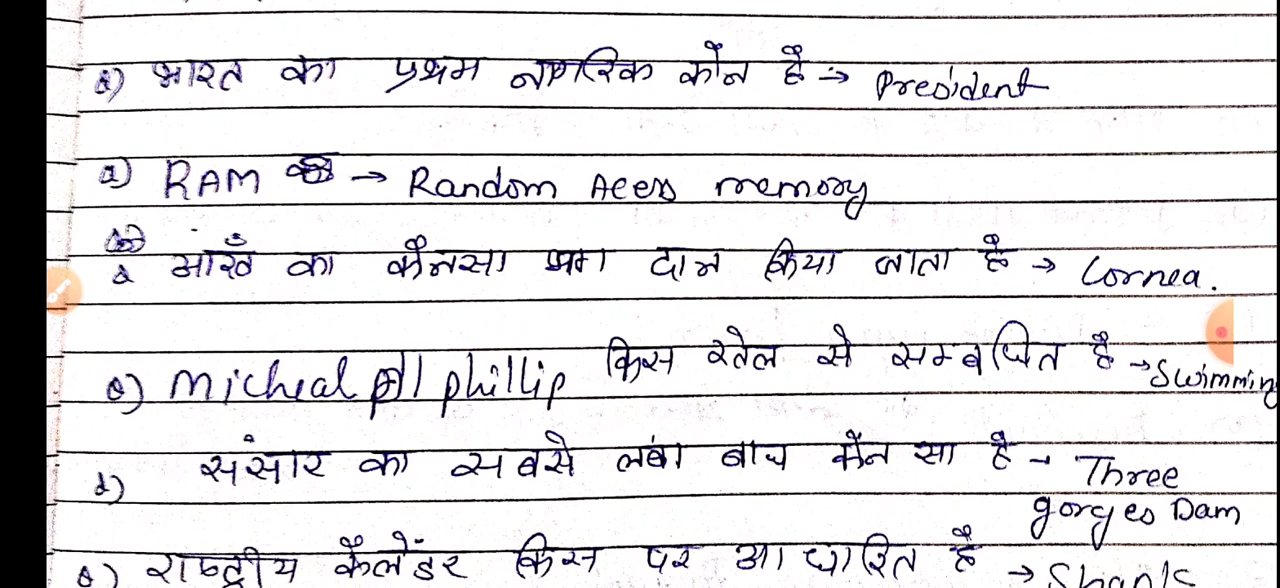 Q) भारत का प्रथम नागरिक कौन है → President
Q) RAM → Random Acess memory
Q आँख का कौनसा भाग दान किया जाता है → Cornea.
Q) Micheal phillip किस खेल से सम्बंधित है → Swimming
Q) संसार का सबसे लंबा बाध कौन सा है → Three
gorges Dam
Q) राष्ट्रीय कैलेंडर किस पर आधारित है →